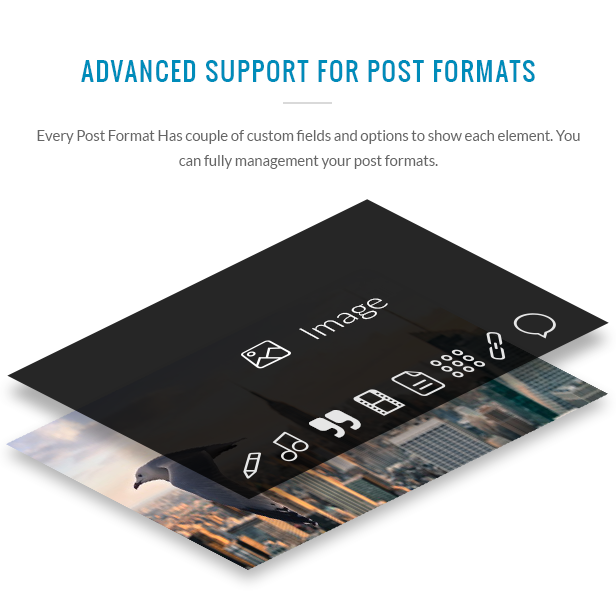 ADVANCED SUPPORT FOR POST FORMATS
Every Post Format Has couple of custom fields and options to show each element. You
can fully management your post formats.
Image